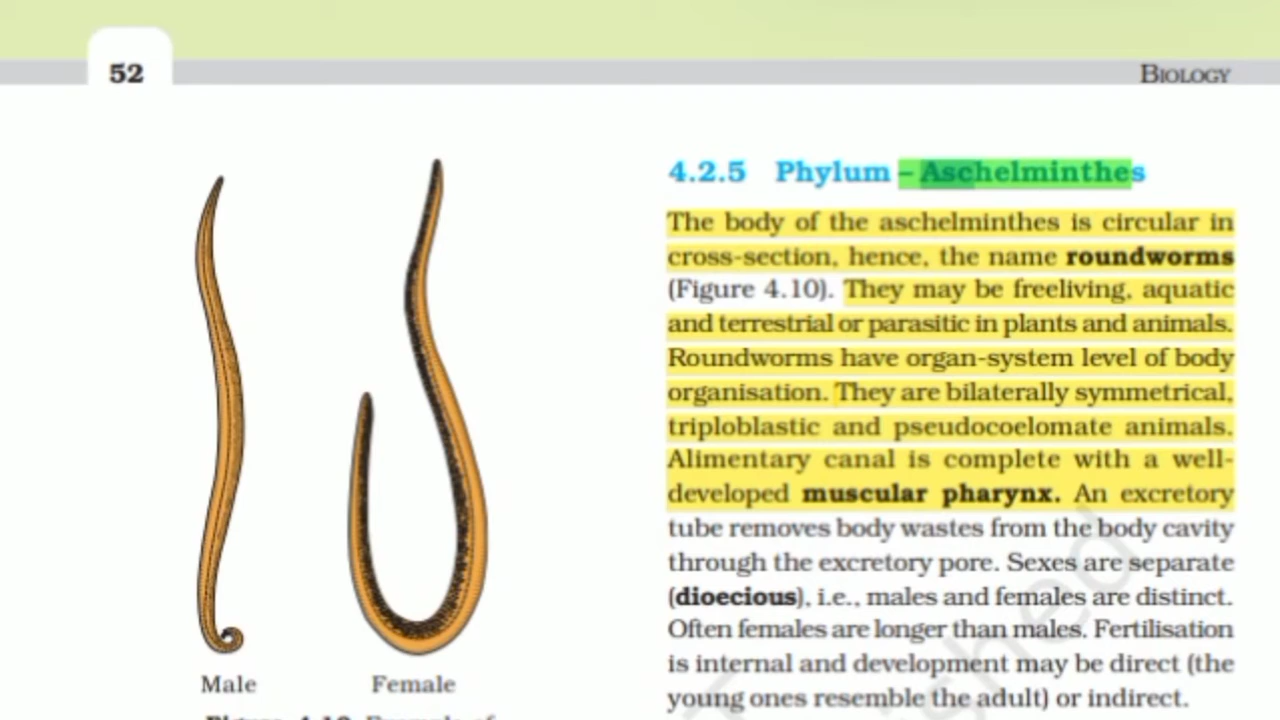 52
BIOLOGY
4.2.5 Phylum – Aschelminthes
The body of the aschelminthes is circular in
cross-section, hence, the name roundworms
(Figure 4.10). They may be freeliving, aquatic
and terrestrial or parasitic in plants and animals.
Roundworms have organ-system level of body
organisation. They are bilaterally symmetrical,
triploblastic and pseudocoelomate animals.
Alimentary canal is complete with a well-
developed muscular pharynx. An excretory
tube removes body wastes from the body cavity
through the excretory pore. Sexes are separate
(dioecious), i.e., males and females are distinct.
Often females are longer than males. Fertilisation
is internal and development may be direct (the
young ones resemble the adult) or indirect.
Male
Female
Figure 4.10 Example of